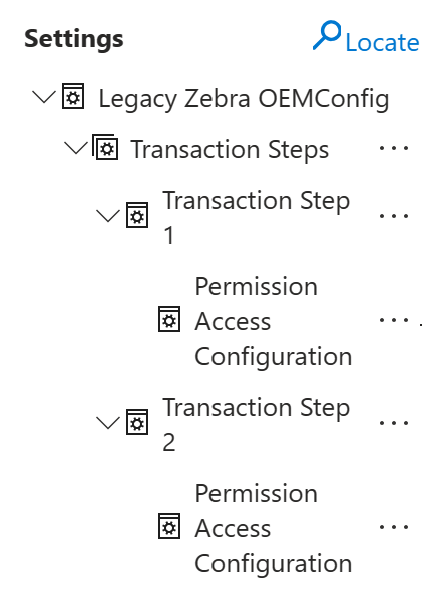 Settings
Locate
Legacy Zebra OEMConfig
Transaction Steps
Transaction Step
1
Permission
Access
Configuration
Transaction Step
2
Permission
Access
Configuration